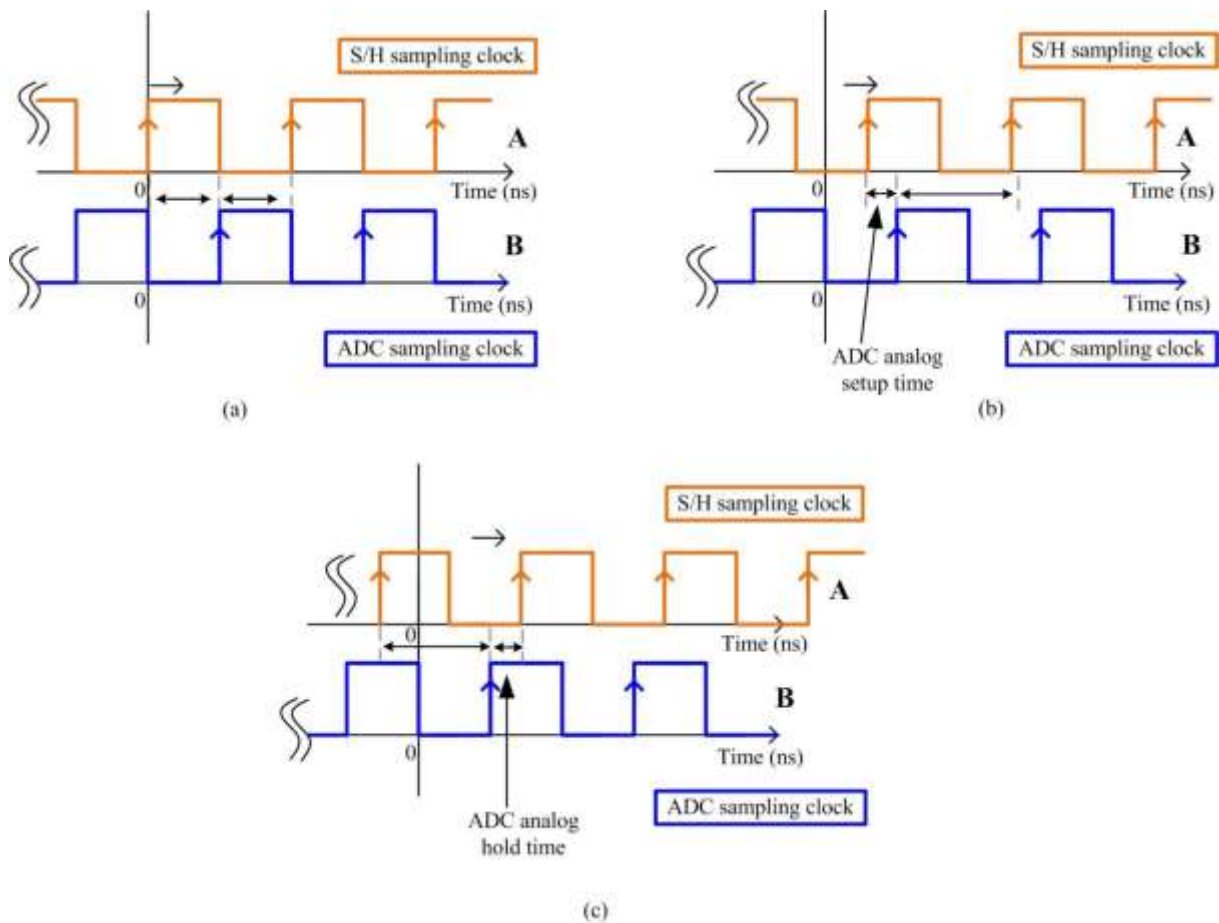 S/H sampling clock
A
0
Time (ns)
B
0
Time (ns)
ADC sampling clock
(a)
S/H sampling clock
A
0
Time (ns)
B
0
Time (ns)
ADC analog
setup time
ADC sampling clock
(b)
S/H sampling clock
A
0
Time (ns)
B
0
Time (ns)
ADC analog
hold time
ADC sampling clock
(c)